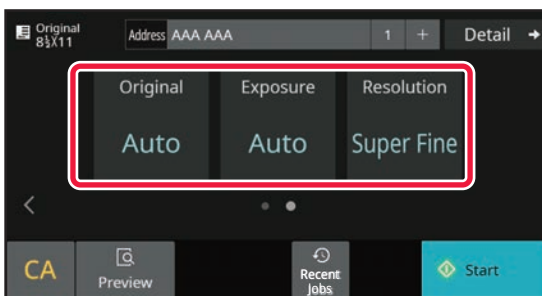 Original
8½X11
Address AAA AAA 1 + Detail
Original Exposure Resolution
Auto Auto Super Fine
CA
Preview
Recent
Jobs
Start